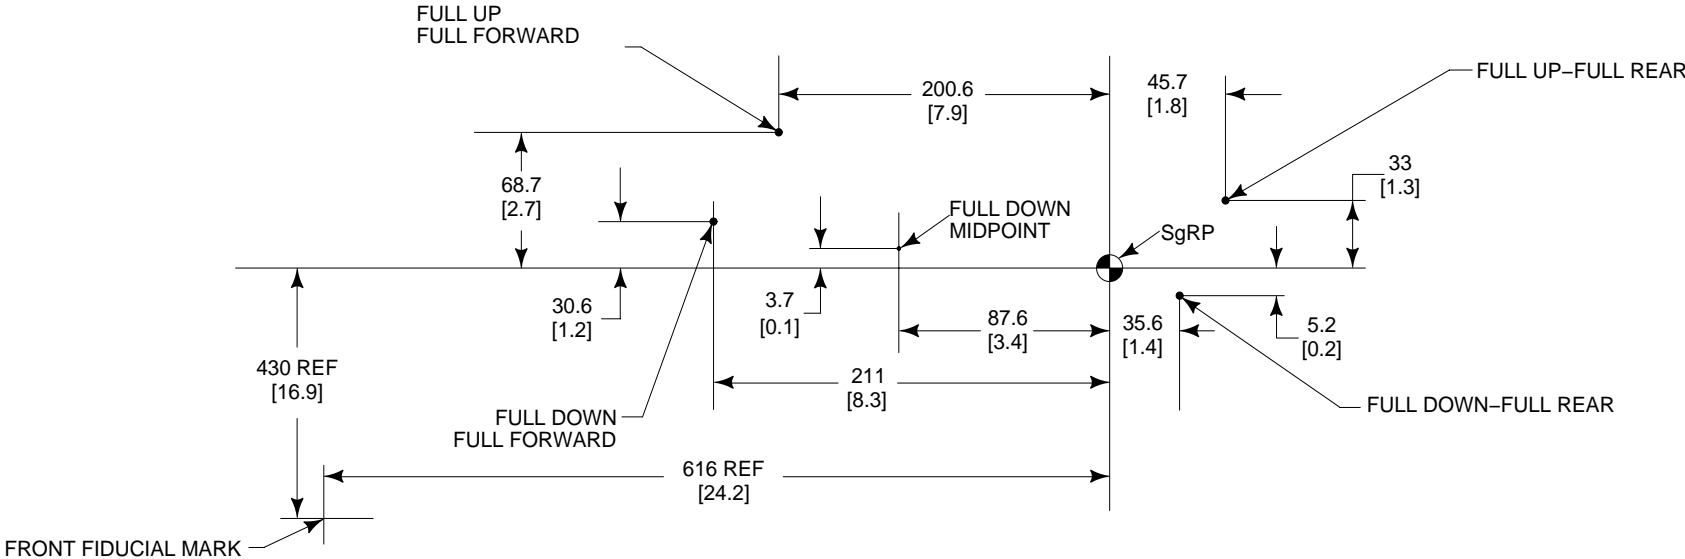 FULL UP
FULL FORWARD
FULL UP–FULL REAR
200.6
[7.9]
45.7
[1.8]
33
[1.3]
68.7
[2.7]
FULL DOWN
MIDPOINT
SgRP
30.6
[1.2]
3.7
[0.1]
87.6
[3.4]
35.6
[1.4]
5.2
[0.2]
430 REF
[16.9]
211
[8.3]
FULL DOWN
FULL FORWARD
FULL DOWN–FULL REAR
616 REF
[24.2]
FRONT FIDUCIAL MARK